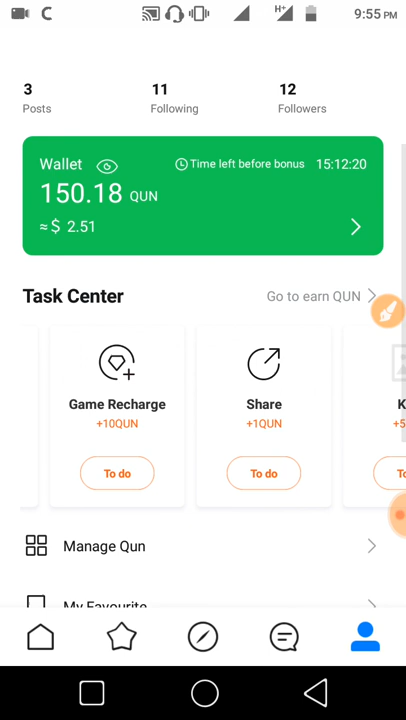 C
H+
9:55 PM
3
11
12
Posts
Following
Followers
Wallet
Time left before bonus 15:12:20
150.18 QUN
≈$ 2.51
Task Center
Go to earn QUN
Game Recharge
Share
K
+10QUN
+1QUN
+5
To do
To do
To
Manage Qun
My Favourite